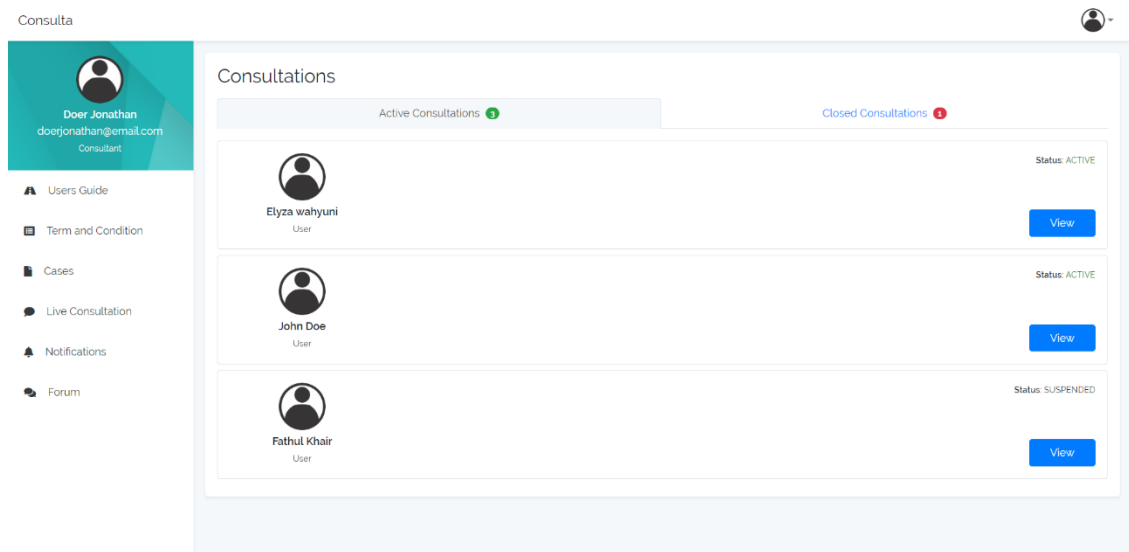 Consulta
Doer Jonathan
doerjonathan@email.com
Consultant
Users Guide
Term and Condition
Cases
Live Consultation
Notifications
Forum
Consultations
Active Consultations 3
Closed Consultations 1
Elyza wahyuni
User
Status: ACTIVE
View
John Doe
User
Status: ACTIVE
View
Fathul Khair
User
Status: SUSPENDED
View